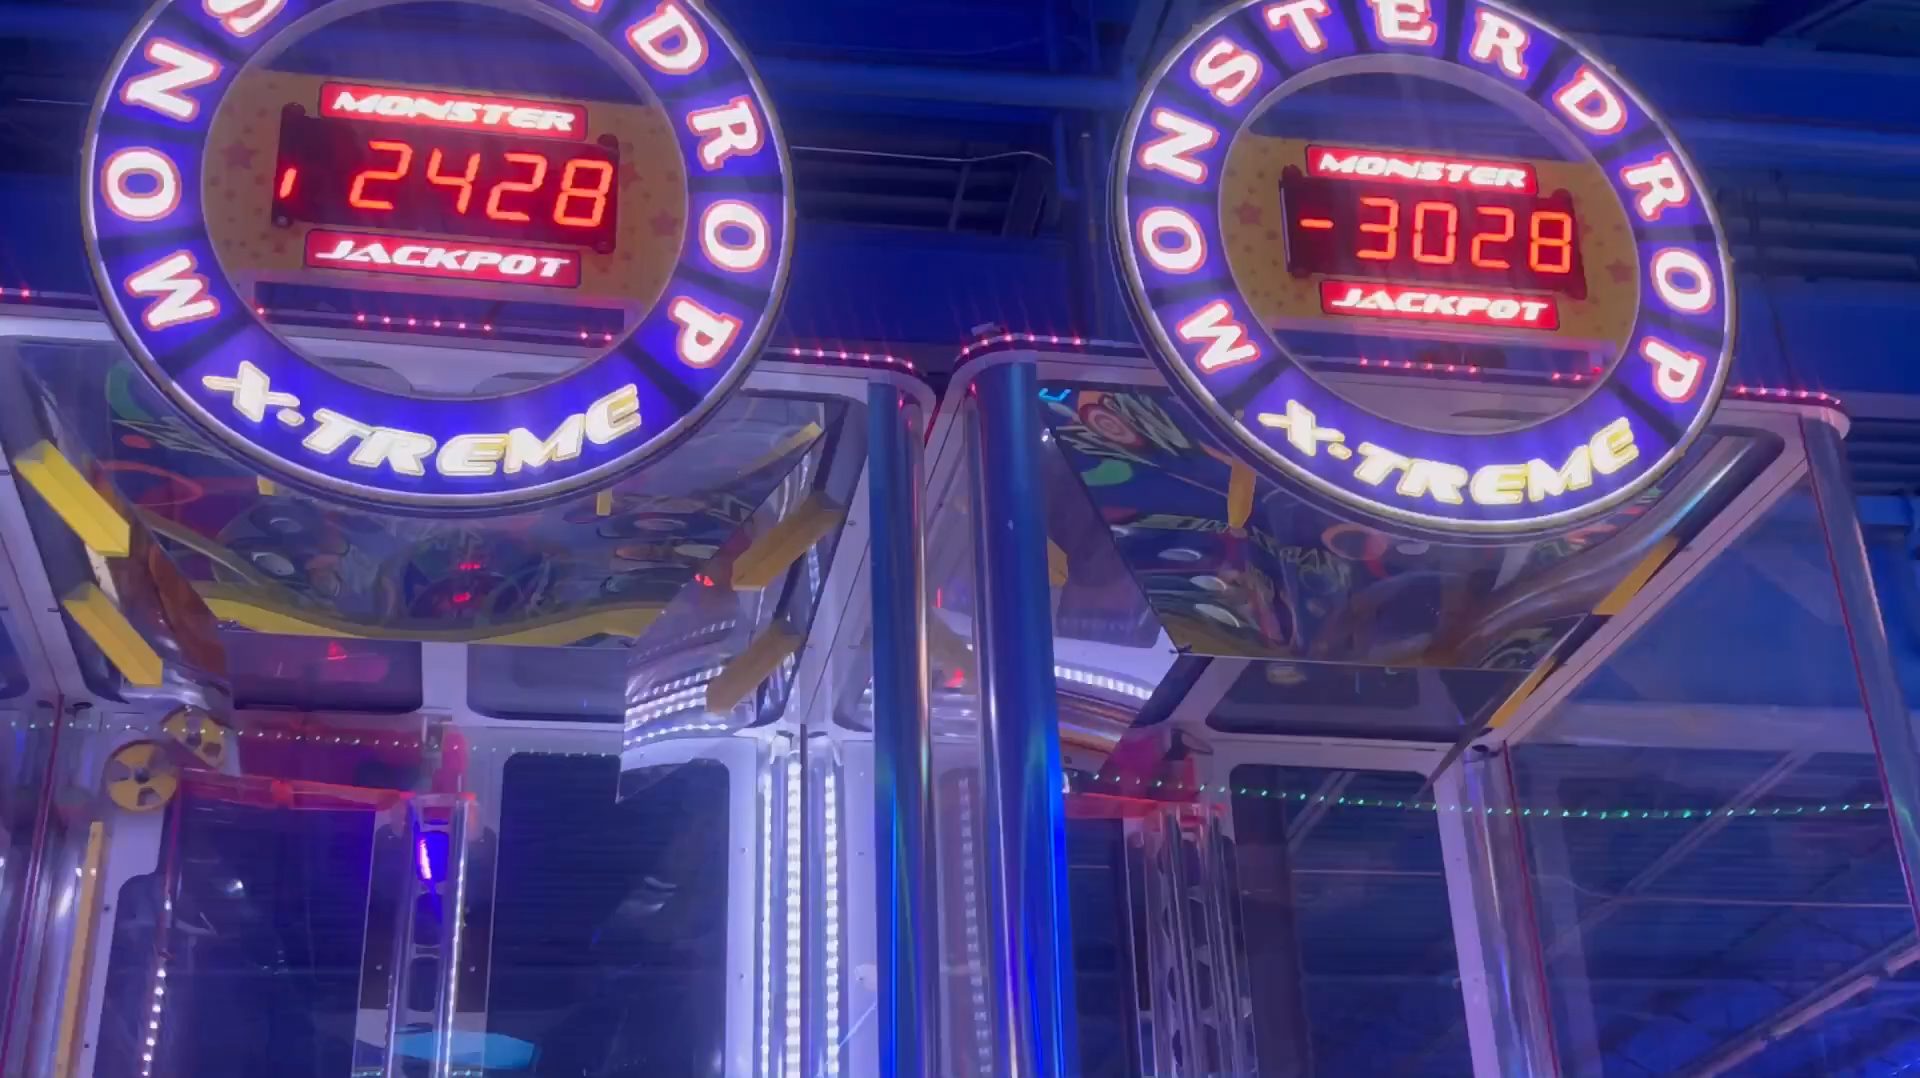 MONSTER DROP
X-TREME
MONSTER
2428
JACKPOT
MONSTER DROP
X-TREME
MONSTER
-3028
JACKPOT